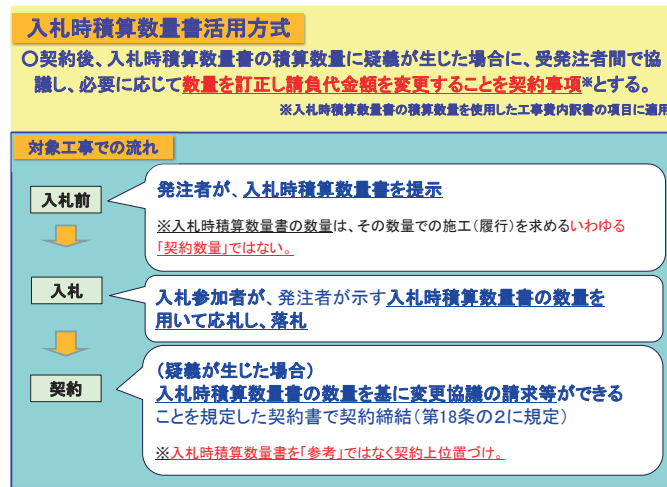 入札時積算数量書活用方式
○契約後、入札時積算数量書の積算数量に疑義が生じた場合に、受発注者間で協
議し、必要に応じて数量を訂正し請負代金額を変更することを契約事項※とする。
※入札時積算数量書の積算数量を使用した工事費内訳書の項目に適用
対象工事での流れ
入札前
発注者が、入札時積算数量書を提示
※入札時積算数量書の数量は、その数量での施工(履行)を求めるいわゆる
「契約数量」ではない。
入札
入札参加者が、発注者が示す入札時積算数量書の数量を
用いて応札し、落札
契約
(疑義が生じた場合)
入札時積算数量書の数量を基に変更協議の請求等ができる
ことを規定した契約書で契約締結(第18条の2に規定)
※入札時積算数量書を「参考」ではなく契約上位置づけ。